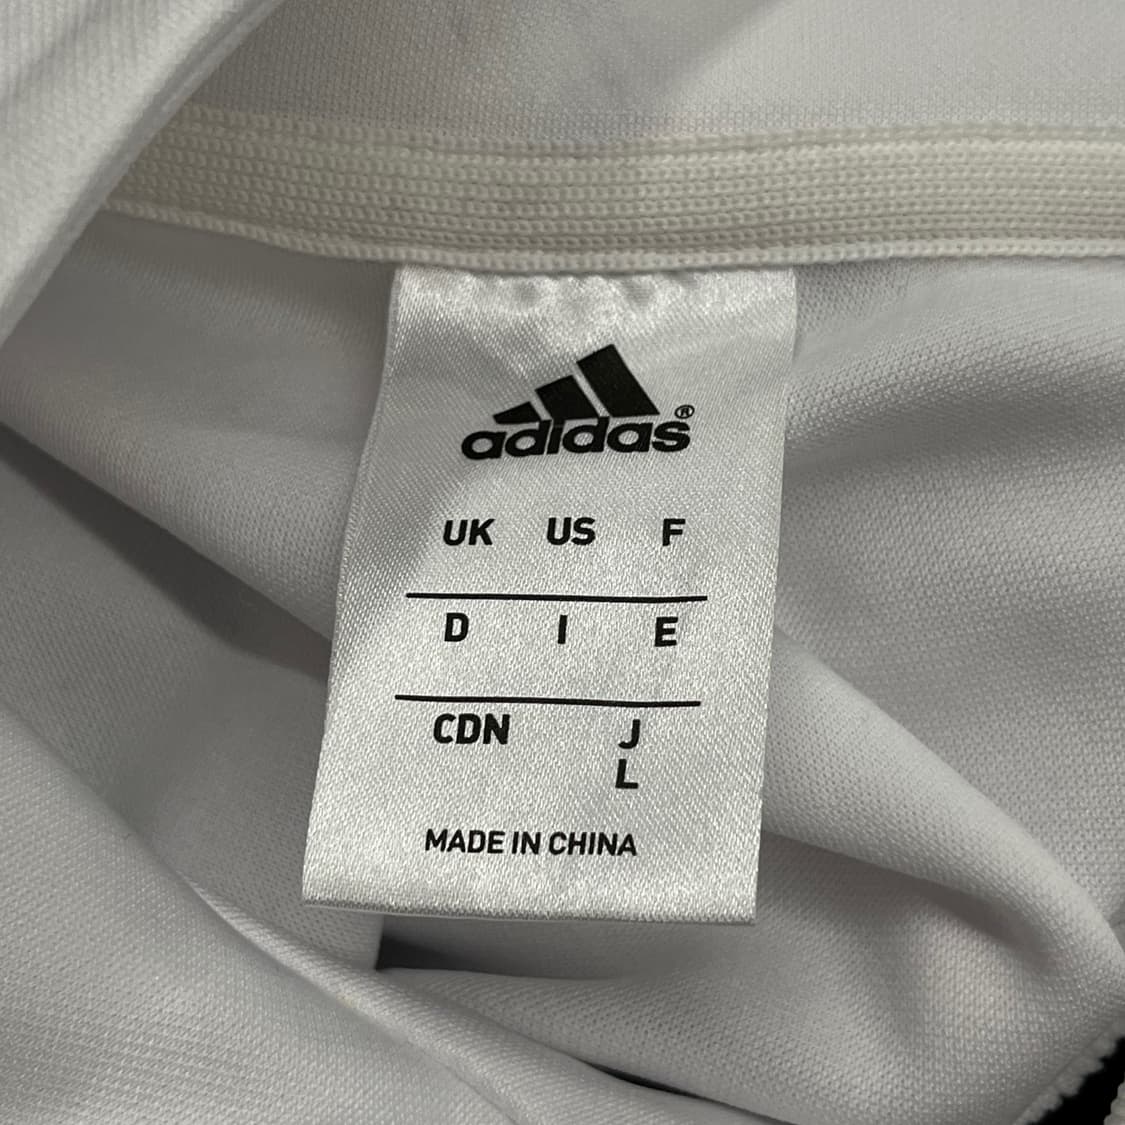 adidas®
UK US F
D I E
CDN J
L
MADE IN CHINA